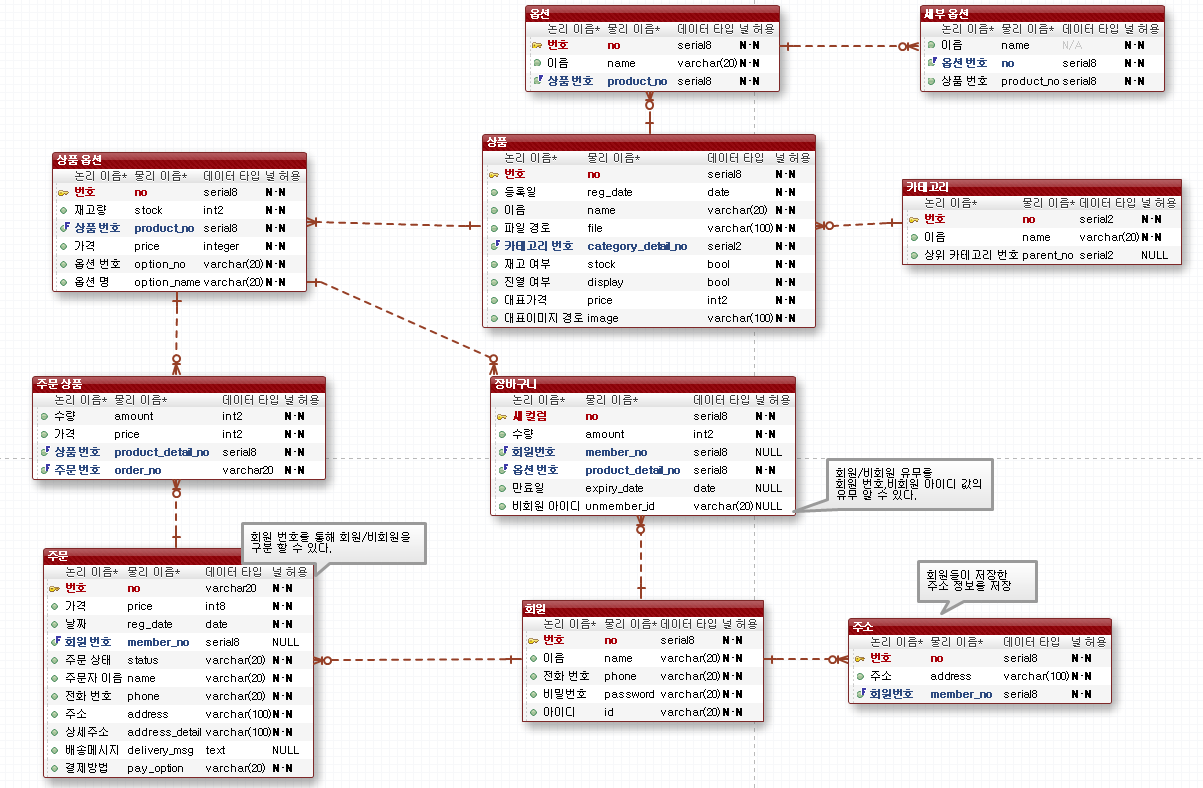 옵션
논리 이름* 물리 이름* 데이터 타입 널 허용
번호 no serial8 N-N
이름 name varchar(20) N-N
상품 번호 product_no serial8 N-N
세부 옵션
논리 이름* 물리 이름* 데이터 타입 널 허용
이름 name N/A N-N
옵션 번호 no serial8 N-N
상품 번호 product_no serial8 N-N
상품 옵션
논리 이름* 물리 이름* 데이터 타입 널 허용
번호 no serial8 N-N
재고량 stock int2 N-N
상품 번호 product_no serial8 N-N
가격 price integer N-N
옵션 번호 option_no varchar(20) N-N
옵션 명 option_name varchar(20) N-N
상품
논리 이름* 물리 이름* 데이터 타입 널 허용
번호 no serial8 N-N
등록일 reg_date date N-N
이름 name varchar(20) N-N
파일 경로 file varchar(100) N-N
카테고리 번호 category_detail_no serial2 N-N
재고 여부 stock bool N-N
진열 여부 display bool N-N
대표가격 price int2 N-N
대표이미지 경로 image varchar(100) N-N
카테고리
논리 이름* 물리 이름* 데이터 타입 널 허용
번호 no serial2 N-N
이름 name varchar(20) N-N
상위 카테고리 번호 parent_no serial2 NULL
주문 상품
논리 이름* 물리 이름* 데이터 타입 널 허용
수량 amount int2 N-N
가격 price int2 N-N
상품 번호 product_detail_no serial8 N-N
주문 번호 order_no varchar20 N-N
장바구니
논리 이름* 물리 이름* 데이터 타입 널 허용
새 컬럼 no serial8 N-N
수량 amount int2 N-N
회원번호 member_no serial8 NULL
옵션 번호 product_detail_no serial8 N-N
만료일 expiry_date date NULL
비회원 아이디 unmember_id varchar(20) NULL
회원/비회원 유무를
회원 번호,비회원 아이디 값의
유무 알 수 있다.
주문
논리 이름* 물리 이름* 데이터 타입 널 허용
번호 no varchar20 N-N
가격 price int8 N-N
날짜 reg_date date N-N
회원 번호 member_no serial8 NULL
주문 상태 status varchar(20) N-N
주문자 이름 name varchar(20) N-N
전화 번호 phone varchar(20) N-N
주소 address varchar(100) N-N
상세주소 address_detail varchar(100) N-N
배송메시지 delivery_msg text NULL
결제방법 pay_option varchar(20) N-N
회원 번호를 통해 회원/비회원을
구분 할 수 있다.
회원
논리 이름* 물리 이름* 데이터 타입 널 허용
번호 no serial8 N-N
이름 name varchar(20) N-N
전화 번호 phone varchar(20) N-N
비밀번호 password varchar(20) N-N
아이디 id varchar(20) N-N
회원들이 저장한
주소 정보를 저장
주소
논리 이름* 물리 이름* 데이터 타입 널 허용
번호 no serial8 N-N
주소 address varchar(100) N-N
회원번호 member_no serial8 N-N